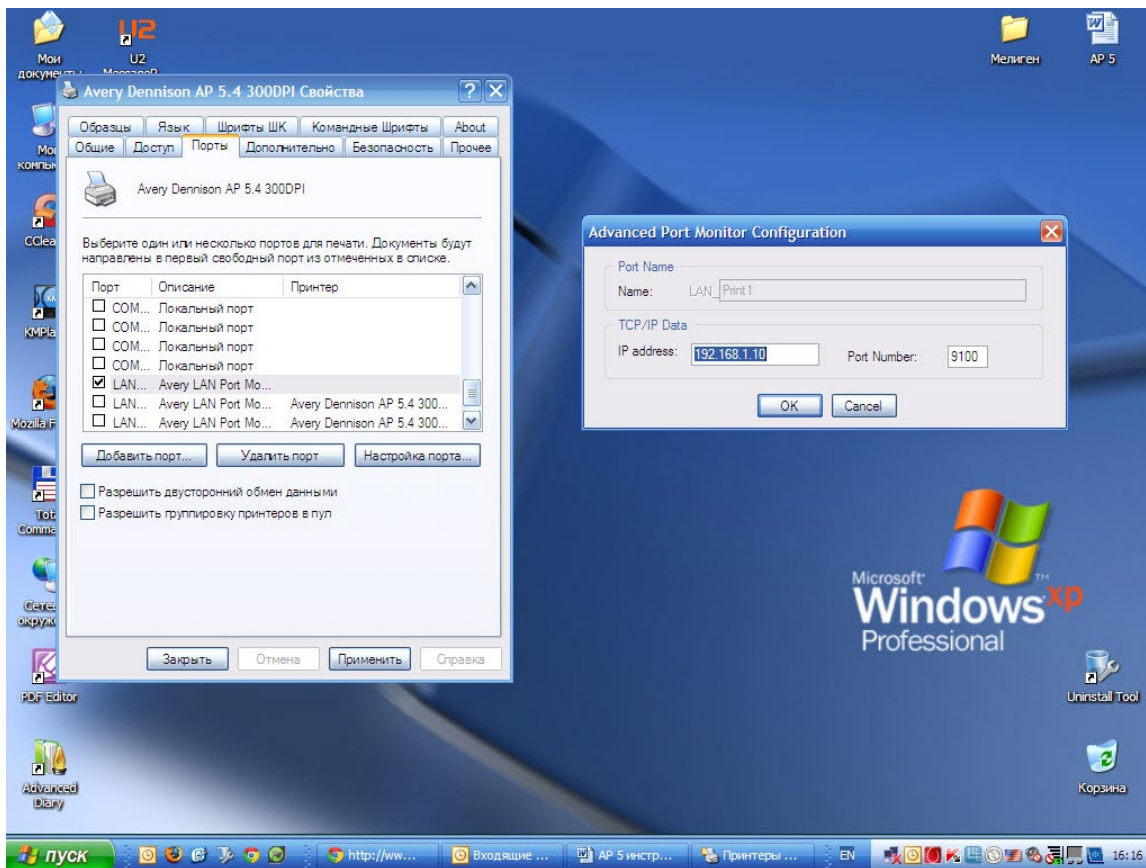 Мои
документы
U2
MessageP
Мелиген
AP 5
Avery Dennison AP 5.4 300DPI Свойства
Образцы Язык Шрифты ШК Командные Шрифты About
Общие Доступ Порты Дополнительно Безопасность Прочее
Avery Dennison AP 5.4 300DPI
Выберите один или несколько портов для печати. Документы будут
направлены в первый свободный порт из отмеченных в списке.
Порт Описание Принтер
COM... Локальный порт
COM... Локальный порт
COM... Локальный порт
COM... Локальный порт
LAN... Avery LAN Port Mo...
LAN... Avery LAN Port Mo... Avery Dennison AP 5.4 300...
LAN... Avery LAN Port Mo... Avery Dennison AP 5.4 300...
Добавить порт... Удалить порт Настройка порта...
Разрешить двусторонний обмен данными
Разрешить группировку принтеров в пул
Закрыть Отмена Применить Справка
Advanced Port Monitor Configuration
Port Name
Name: LAN_Print1
TCP/IP Data
IP address: 192.168.1.10 Port Number: 9100
OK Cancel
Мой
компьк
CClea
KMPla
Mozilla F
Tot
Comma
Сетев
окруж
PDF Editor
Advanced
Diary
Microsoft
Windows xp
Professional
Uninstall Tool
Корзина
пуск http://ww... Входящие ... AP 5 инстр... Принтеры ... EN 16:1